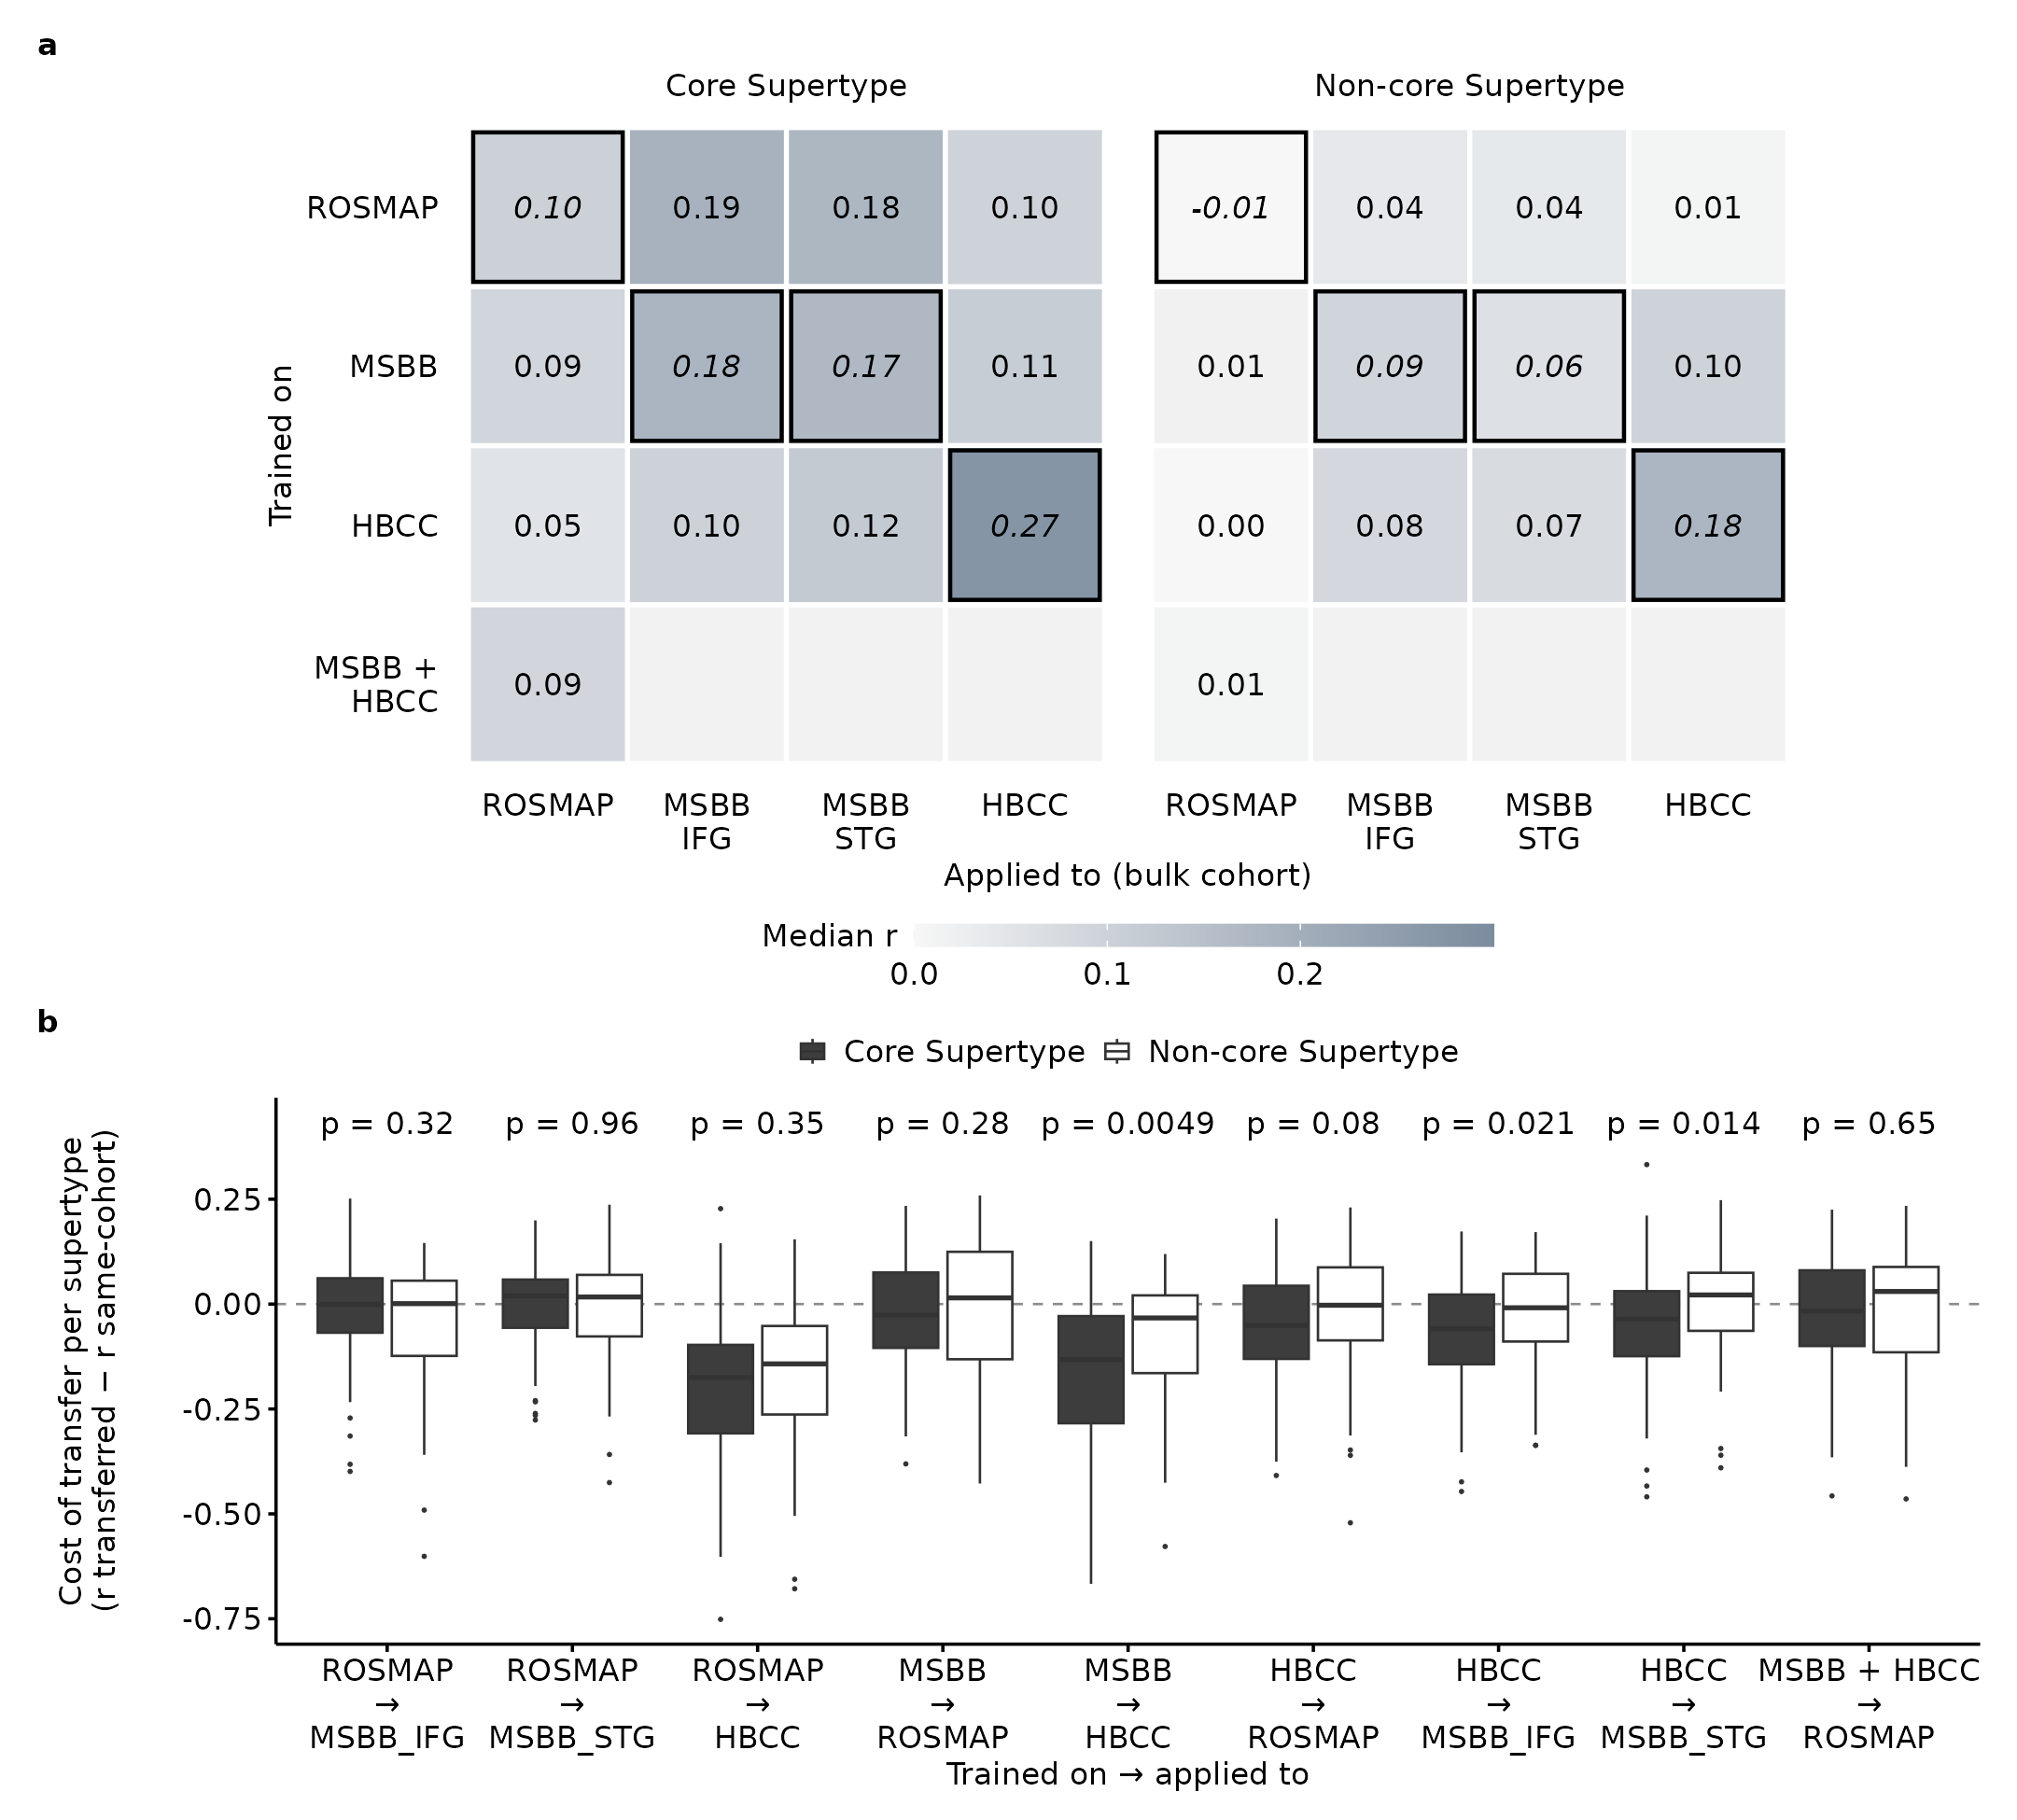 a
Core Supertype
Non-core Supertype
Trained on
ROSMAP
0.10
0.19
0.18
0.10
-0.01
0.04
0.04
0.01
MSBB
0.09
0.18
0.17
0.11
0.01
0.09
0.06
0.10
HBCC
0.05
0.10
0.12
0.27
0.00
0.08
0.07
0.18
MSBB +
HBCC
0.09
0.01
ROSMAP
MSBB
IFG
MSBB
STG
HBCC
ROSMAP
MSBB
IFG
MSBB
STG
HBCC
Applied to (bulk cohort)
Median r
0.0
0.1
0.2
b
Core Supertype
Non-core Supertype
Cost of transfer per supertype
(r transferred − r same-cohort)
p = 0.32
p = 0.96
p = 0.35
p = 0.28
p = 0.0049
p = 0.08
p = 0.021
p = 0.014
p = 0.65
0.25
0.00
-0.25
-0.50
-0.75
ROSMAP
→
MSBB_IFG
ROSMAP
→
MSBB_STG
ROSMAP
→
HBCC
MSBB
→
ROSMAP
MSBB
→
HBCC
HBCC
→
ROSMAP
HBCC
→
MSBB_IFG
HBCC
→
MSBB_STG
MSBB + HBCC
→
ROSMAP
Trained on → applied to